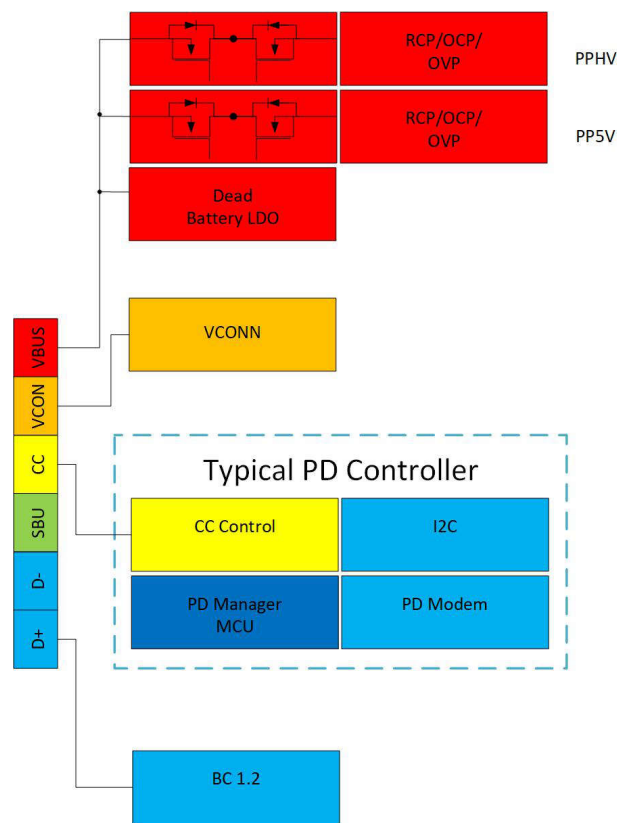 RCP/OCP/
OVP
PPHV
RCP/OCP/
OVP
PP5V
Dead
Battery LDO
VCONN
VBUS
VCON
CC
SBU
D-
D+
Typical PD Controller
CC Control
I2C
PD Manager
MCU
PD Modem
BC 1.2